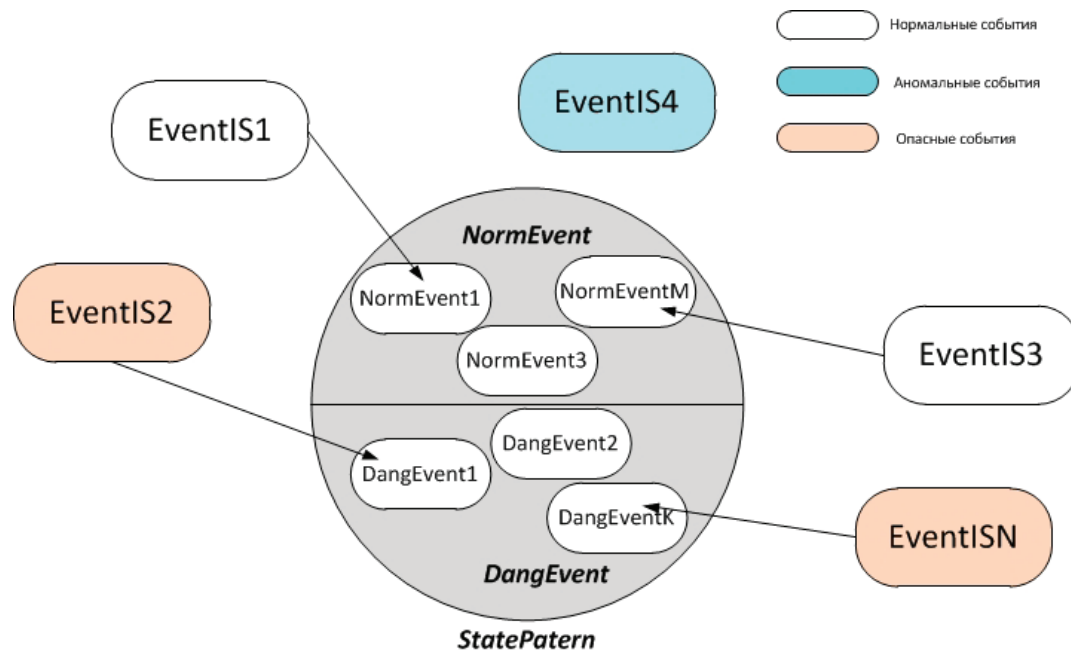 Нормальные события
EventIS4
Аномальные события
EventIS1
Опасные события
NormEvent
EventIS2
NormEvent1
NormEventM
NormEvent3
EventIS3
DangEvent2
DangEvent1
DangEventK
EventISN
DangEvent
StatePatern